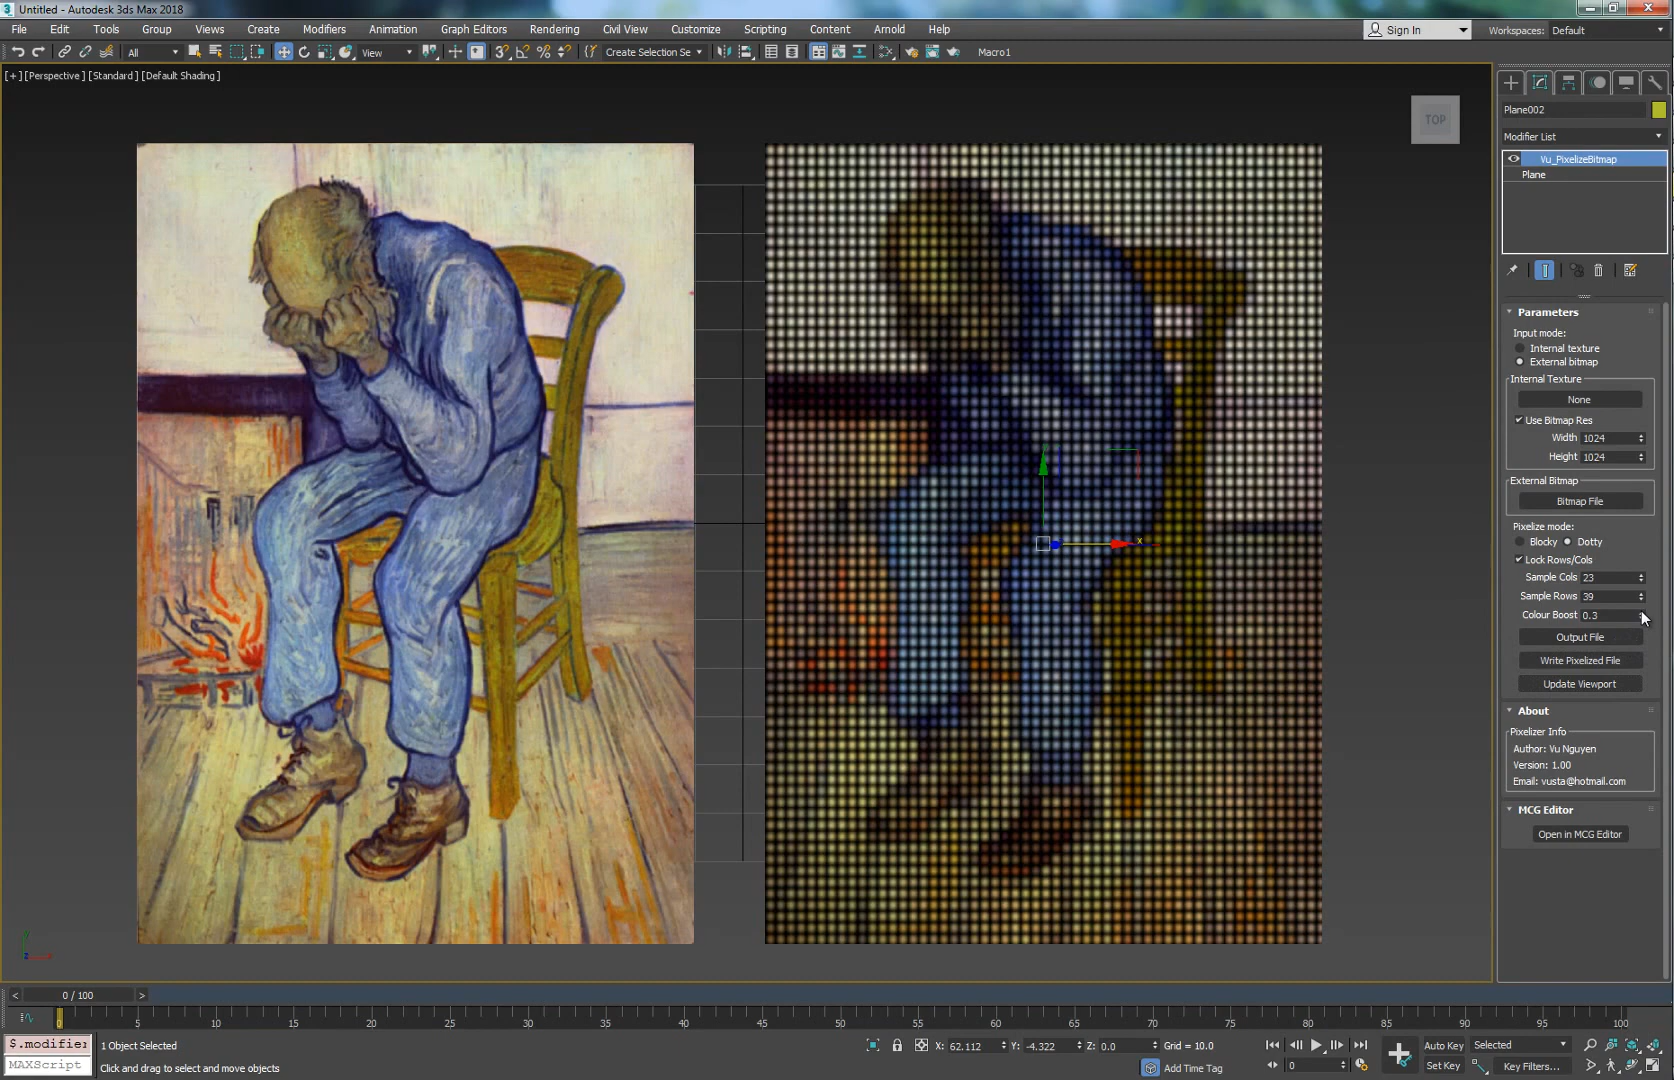 Untitled - Autodesk 3ds Max 2018
File Edit Tools Group Views Create Modifiers Animation Graph Editors Rendering Civil View Customize Scripting Content Arnold Help
Sign In
Workspaces: Default
All
View
Create Selection Se
Macro1
[+] [Perspective] [Standard] [Default Shading]
TOP
Plane002
Modifier List
Vu_PixelizeBitmap
Plane
Parameters
Input mode:
Internal texture
External bitmap
Internal Texture
None
Use Bitmap Res
Width 1024
Height 1024
External Bitmap
Bitmap File
Pixelize mode:
Blocky Dotty
Lock Rows/Cols
Sample Cols 23
Sample Rows 39
Colour Boost 0.3
Output File
Write Pixelized File
Update Viewport
About
Pixelizer Info
Author: Vu Nguyen
Version: 1.00
Email: vusta@hotmail.com
MCG Editor
Open in MCG Editor
x
< 0 / 100 >
0 5 10 15 20 25 30 35 40 45 50 55 60 65 70 75 80 85 90 95 100
$.modifie
MAXScript
1 Object Selected
Click and drag to select and move objects
X: 62.112 Y: -4.322 Z: 0.0 Grid = 10.0
Add Time Tag
0
Auto Key Selected
Set Key Key Filters...